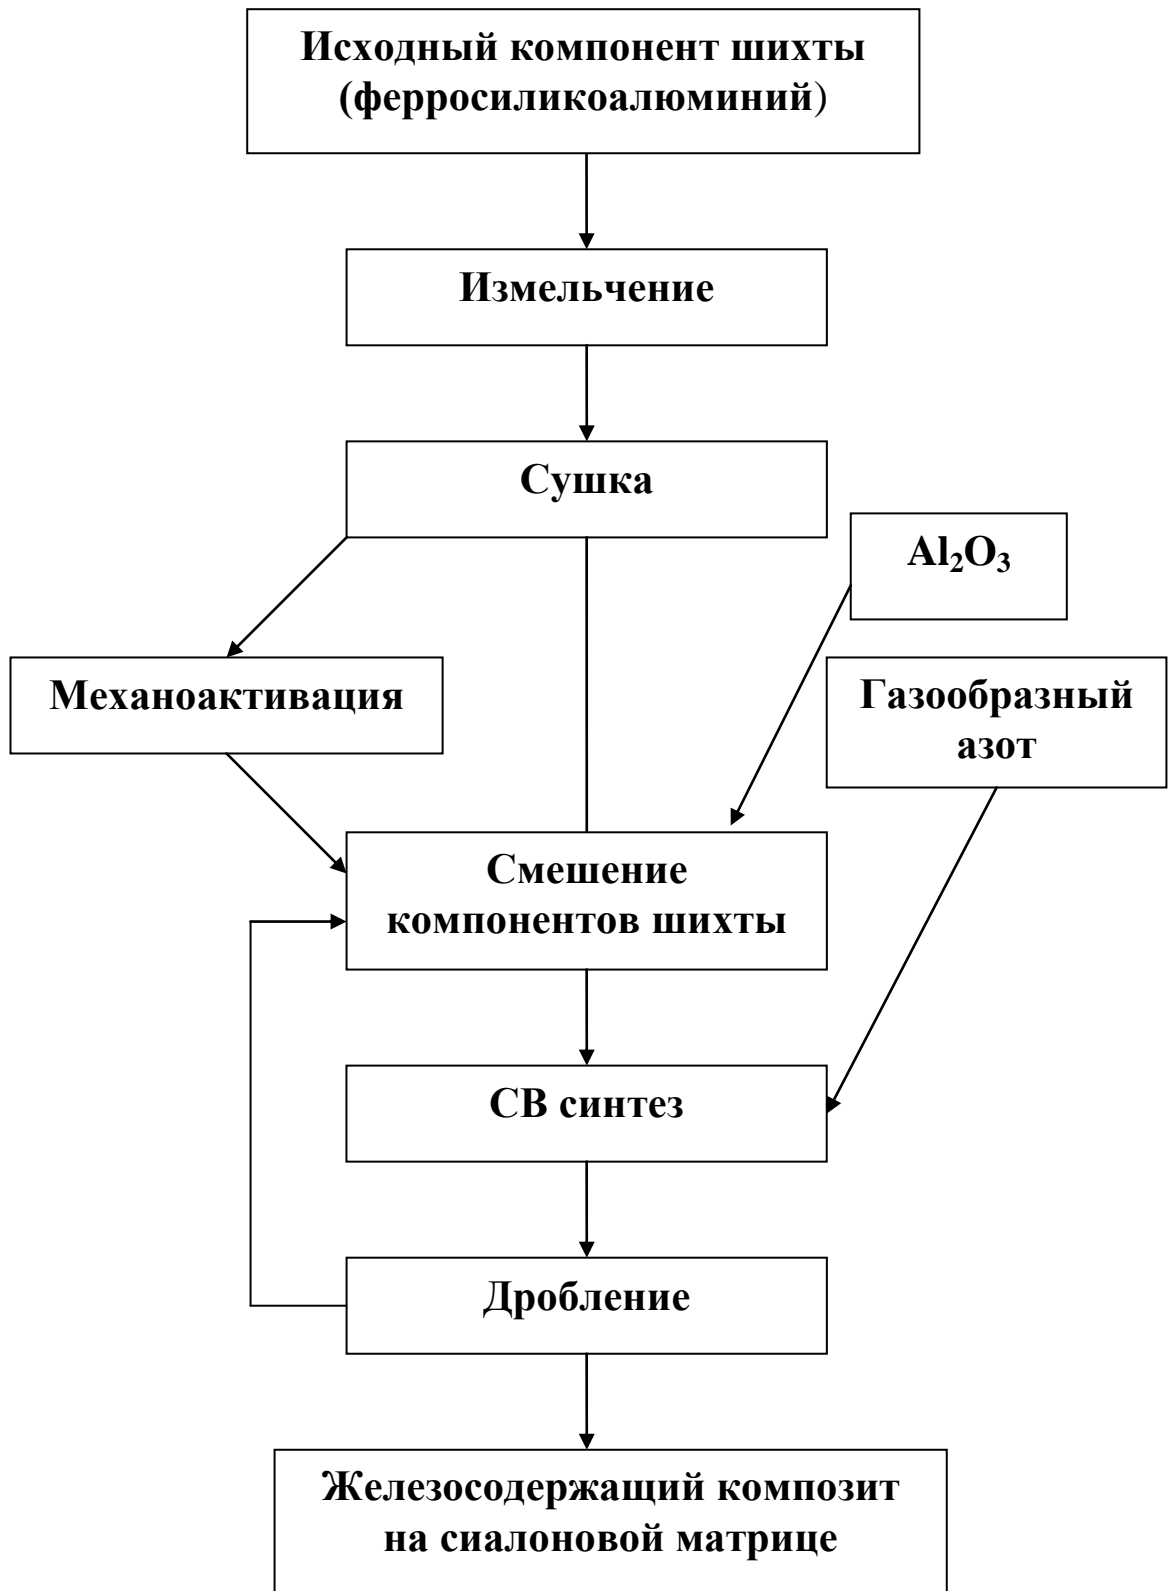 Исходный компонент шихты
(ферросиликоалюминий)
Измельчение
Сушка
Al₂O₃
Механоактивация
Газообразный
азот
Смешение
компонентов шихты
СВ синтез
Дробление
Железосодержащий композит
на сиалоновой матрице